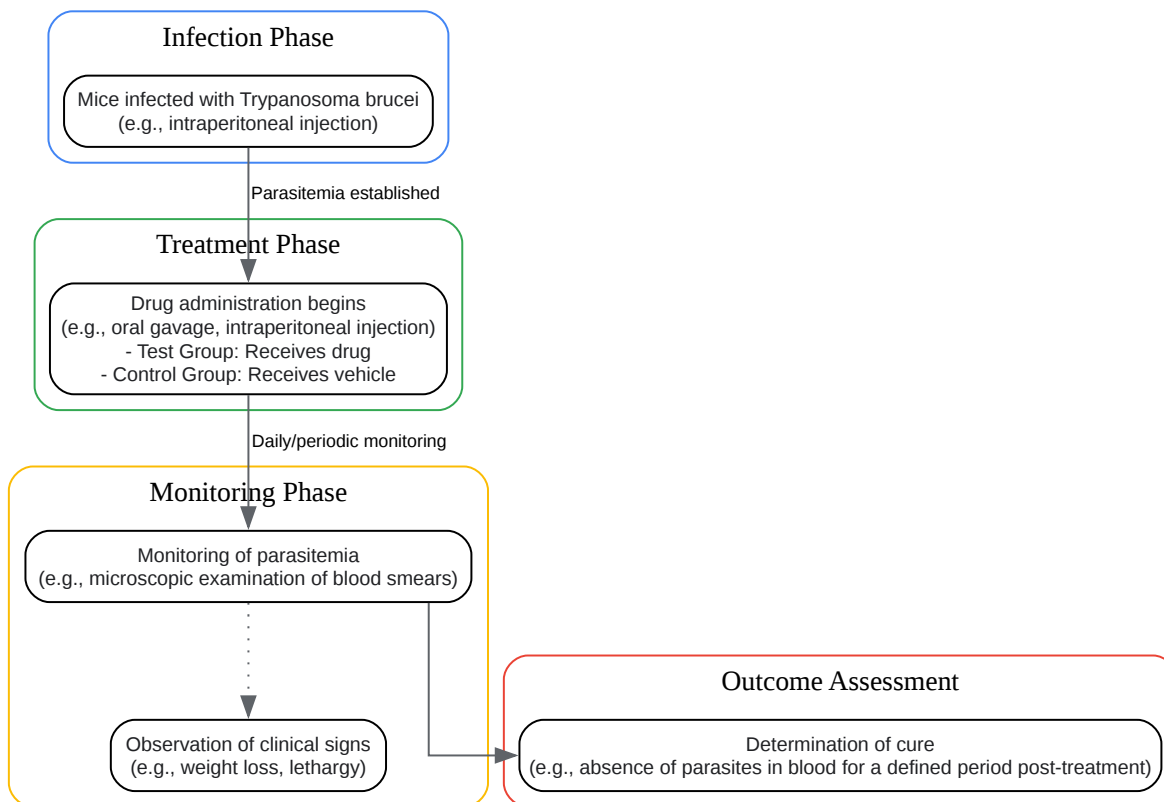 Infection Phase
Mice infected with Trypanosoma brucei
(e.g., intraperitoneal injection)
Parasitemia established
Treatment Phase
Drug administration begins
(e.g., oral gavage, intraperitoneal injection)
- Test Group: Receives drug
- Control Group: Receives vehicle
Daily/periodic monitoring
Monitoring Phase
Monitoring of parasitemia
(e.g., microscopic examination of blood smears)
Observation of clinical signs
(e.g., weight loss, lethargy)
Outcome Assessment
Determination of cure
(e.g., absence of parasites in blood for a defined period post-treatment)